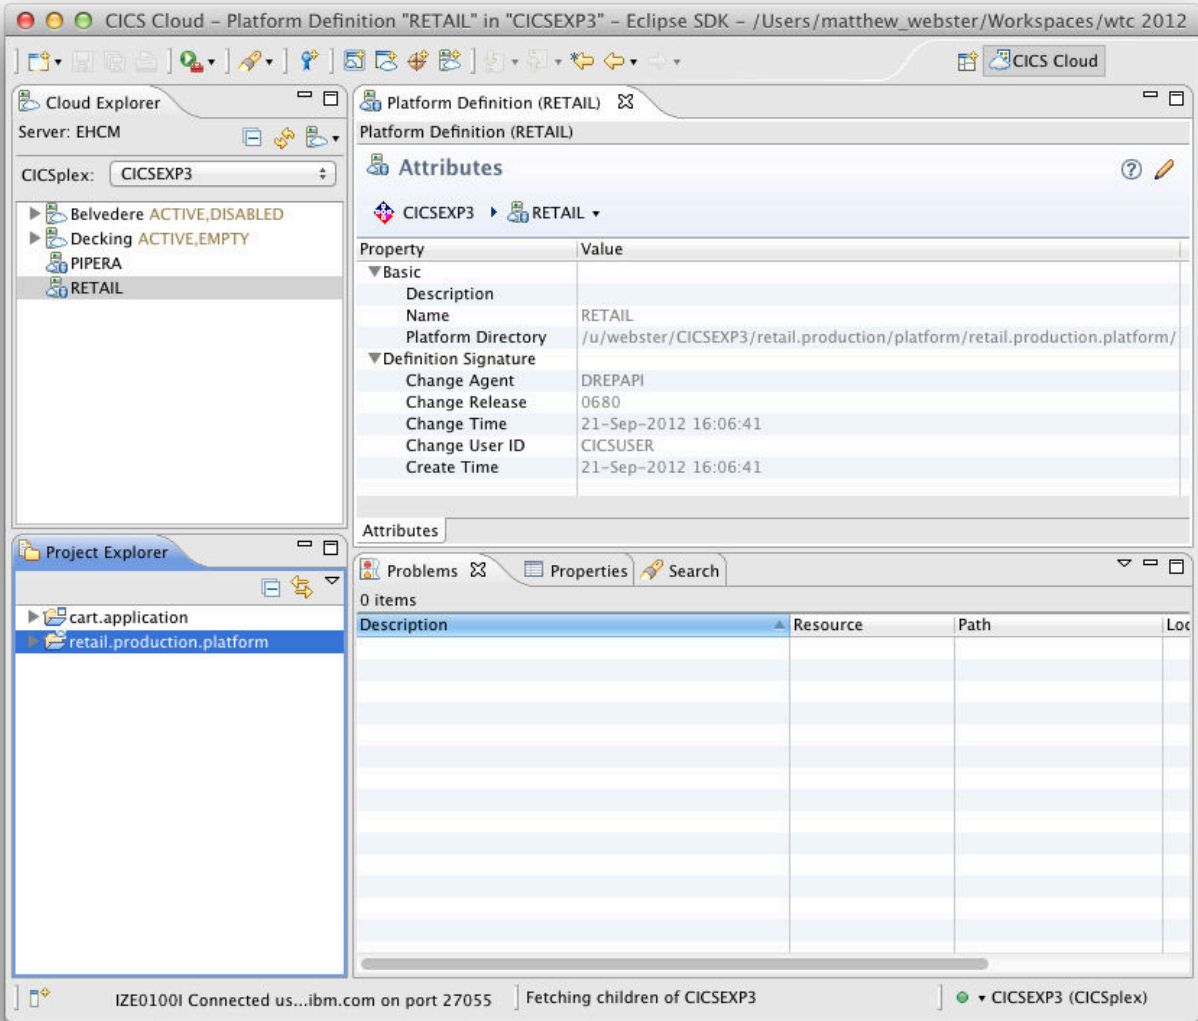 CICS Cloud – Platform Definition "RETAIL" in "CICSEXP3" – Eclipse SDK – /Users/matthew_webster/Workspaces/wtc 2012
CICS Cloud
Cloud Explorer
Server: EHCM
CICSplex: CICSEXP3
Belvedere ACTIVE,DISABLED
Decking ACTIVE,EMPTY
PIPERA
RETAIL
Platform Definition (RETAIL)
Platform Definition (RETAIL)
Attributes
CICSEXP3 RETAIL
Property Value
Basic
Description
Name RETAIL
Platform Directory /u/webster/CICSEXP3/retail.production/platform/retail.production.platform/
Definition Signature
Change Agent DREPAPI
Change Release 0680
Change Time 21-Sep-2012 16:06:41
Change User ID CICSUSER
Create Time 21-Sep-2012 16:06:41
Attributes
Project Explorer
cart.application
retail.production.platform
Problems Properties Search
0 items
Description Resource Path Loc
IZE0100I Connected us...ibm.com on port 27055 Fetching children of CICSEXP3 CICSEXP3 (CICSplex)